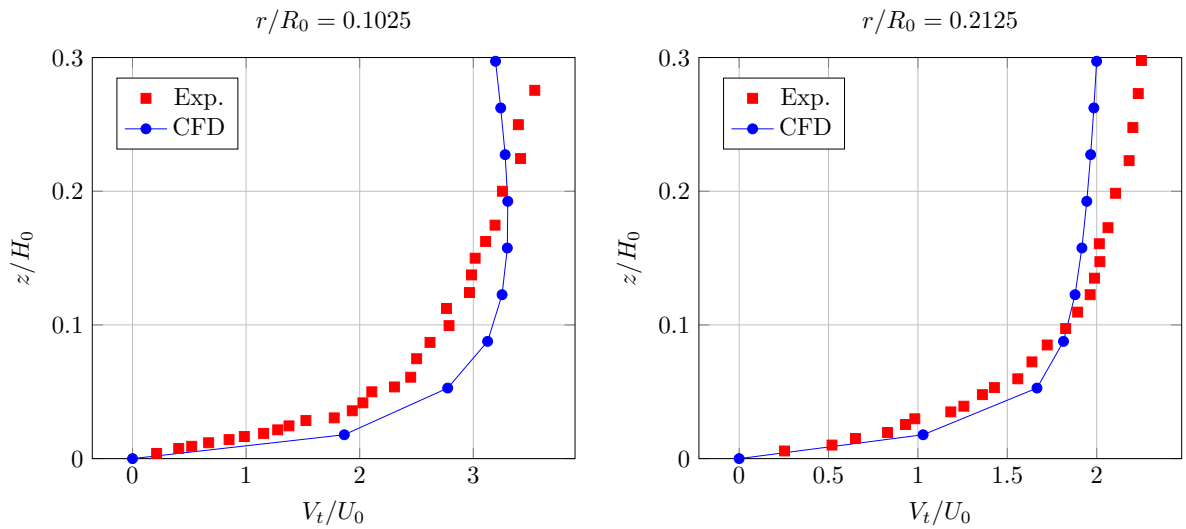 r/R₀ = 0.1025
0.3
0.2
0.1
0
z/H₀
Exp.
CFD
0 1 2 3
Vₜ/U₀
r/R₀ = 0.2125
0.3
0.2
0.1
0
z/H₀
Exp.
CFD
0 0.5 1 1.5 2
Vₜ/U₀